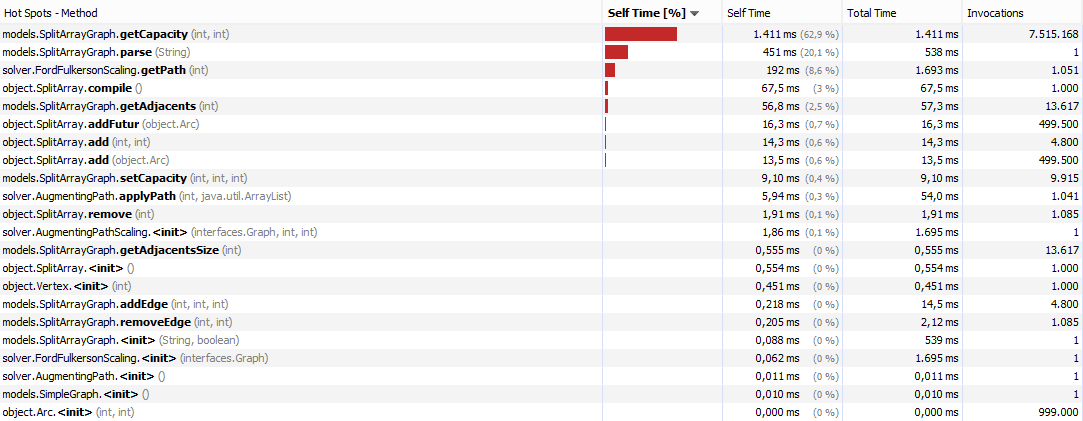 Hot Spots - Method Self Time [%] Self Time Total Time Invocations
models.SplitArrayGraph.getCapacity (int, int) 1.411 ms (62,9 %) 1.411 ms 7.515.168
models.SplitArrayGraph.parse (String) 451 ms (20,1 %) 538 ms 1
solver.FordFulkersonScaling.getPath (int) 192 ms (8,6 %) 1.693 ms 1.051
object.SplitArray.compile () 67,5 ms (3 %) 67,5 ms 1.000
models.SplitArrayGraph.getAdjacents (int) 56,8 ms (2,5 %) 57,3 ms 13.617
object.SplitArray.addFutur (object.Arc) 16,3 ms (0,7 %) 16,3 ms 499.500
object.SplitArray.add (int, int) 14,3 ms (0,6 %) 14,3 ms 4.800
object.SplitArray.add (object.Arc) 13,5 ms (0,6 %) 13,5 ms 499.500
models.SplitArrayGraph.setCapacity (int, int, int) 9,10 ms (0,4 %) 9,10 ms 9.915
solver.AugmentingPath.applyPath (int, java.util.ArrayList) 5,94 ms (0,3 %) 54,0 ms 1.041
object.SplitArray.remove (int) 1,91 ms (0,1 %) 1,91 ms 1.085
solver.AugmentingPathScaling.<init> (interfaces.Graph, int, int) 1,86 ms (0,1 %) 1.695 ms 1
models.SplitArrayGraph.getAdjacentsSize (int) 0,555 ms (0 %) 0,555 ms 13.617
object.SplitArray.<init> () 0,554 ms (0 %) 0,554 ms 1.000
object.Vertex.<init> (int) 0,451 ms (0 %) 0,451 ms 1.000
models.SplitArrayGraph.addEdge (int, int, int) 0,218 ms (0 %) 14,5 ms 4.800
models.SplitArrayGraph.removeEdge (int, int) 0,205 ms (0 %) 2,12 ms 1.085
models.SplitArrayGraph.<init> (String, boolean) 0,088 ms (0 %) 539 ms 1
solver.FordFulkersonScaling.<init> (interfaces.Graph) 0,062 ms (0 %) 1.695 ms 1
solver.AugmentingPath.<init> () 0,011 ms (0 %) 0,011 ms 1
models.SimpleGraph.<init> () 0,010 ms (0 %) 0,010 ms 1
object.Arc.<init> (int, int) 0,000 ms (0 %) 0,000 ms 999.000